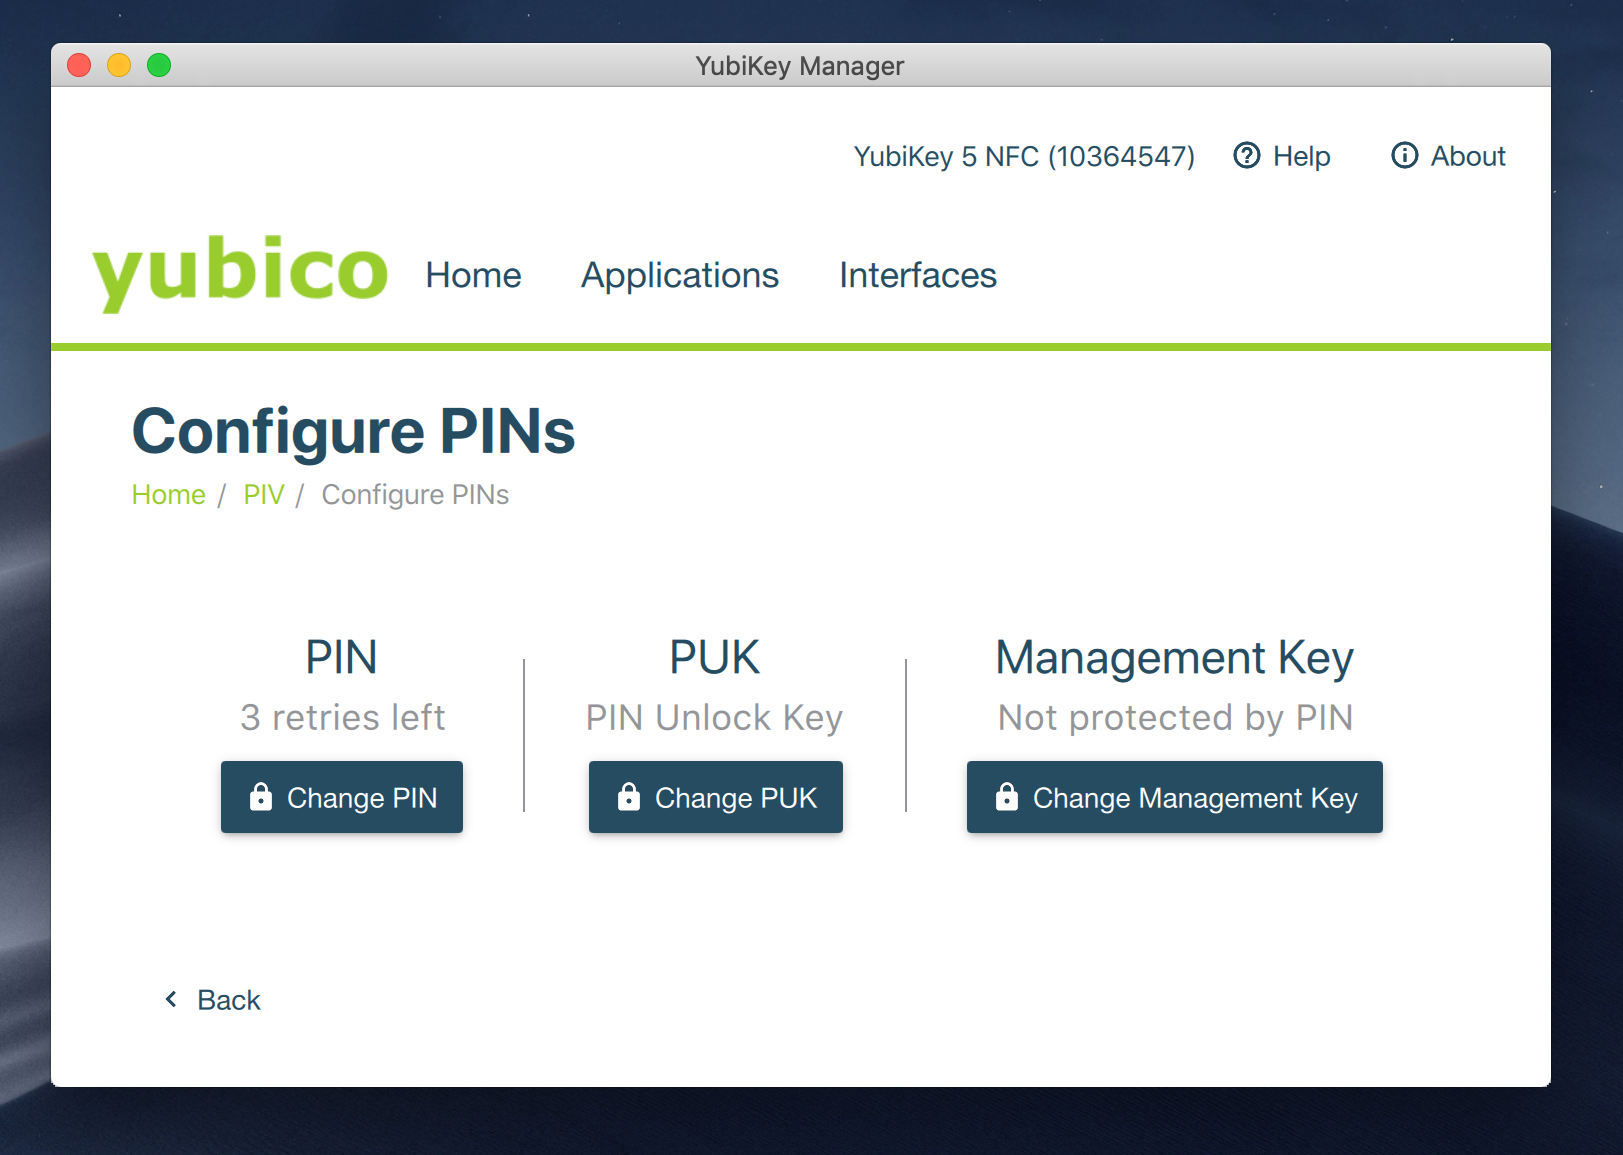 YubiKey Manager
YubiKey 5 NFC (10364547) Help About
yubico Home Applications Interfaces
Configure PINs
Home / PIV / Configure PINs
PIN PUK Management Key
3 retries left PIN Unlock Key Not protected by PIN
Change PIN Change PUK Change Management Key
Back